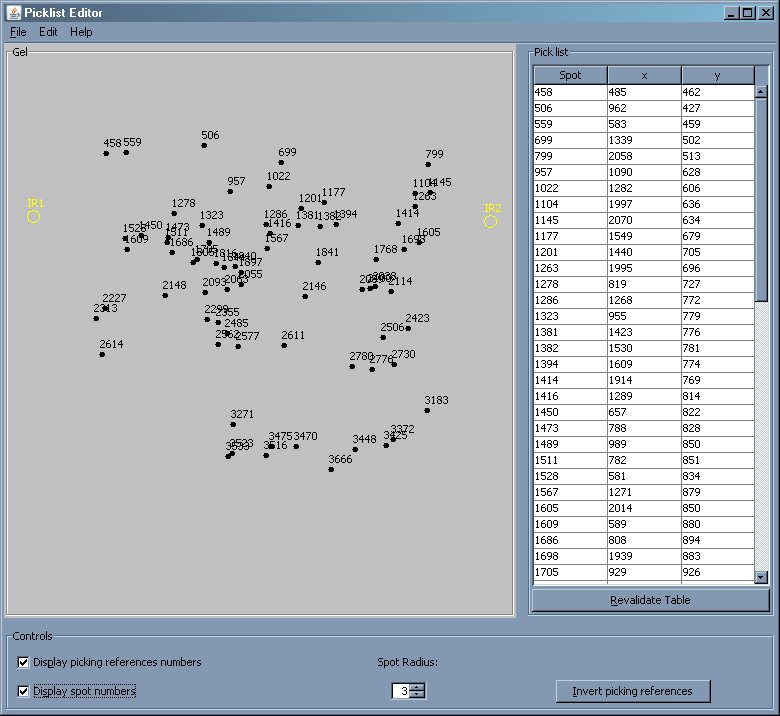 Picklist Editor
File Edit Help
Gel
458 559
506
699
799
957
1022
1104 1145
1177
1201
1263
IR1
IR2
1278
1323
1286
1416
1381 1382 1394
1414
1528 1450 1473
1511
1489
1605
1609
1686
1567
1698
1705
1841
1768
1897
2055
2063
2093
2148
2146
2114
2227
2313
2299
2355
2485
2423
2506
2562 2577
2611
2614
2780 2776 2730
3183
3271
3475 3470
3372
3425
3448
3523
3533
3516
3666
Pick list
Spot x y
458 485 462
506 962 427
559 583 459
699 1339 502
799 2058 513
957 1090 628
1022 1282 606
1104 1997 636
1145 2070 634
1177 1549 679
1201 1440 705
1263 1995 696
1278 819 727
1286 1268 772
1323 955 779
1381 1423 776
1382 1530 781
1394 1609 774
1414 1914 769
1416 1289 814
1450 657 822
1473 788 828
1489 989 850
1511 782 851
1528 581 834
1567 1271 879
1605 2014 850
1609 589 880
1686 808 894
1698 1939 883
1705 929 926
Revalidate Table
Controls
Display picking references numbers
Display spot numbers
Spot Radius:
3
Invert picking references